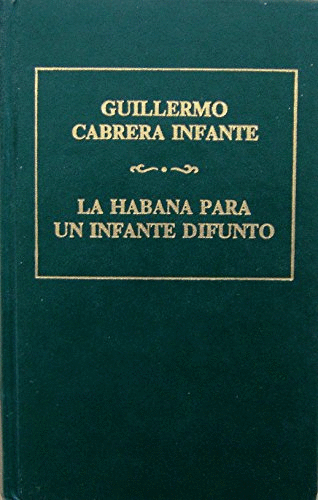 GUILLERMO
CABRERA INFANTE
LA HABANA PARA
UN INFANTE DIFUNTO